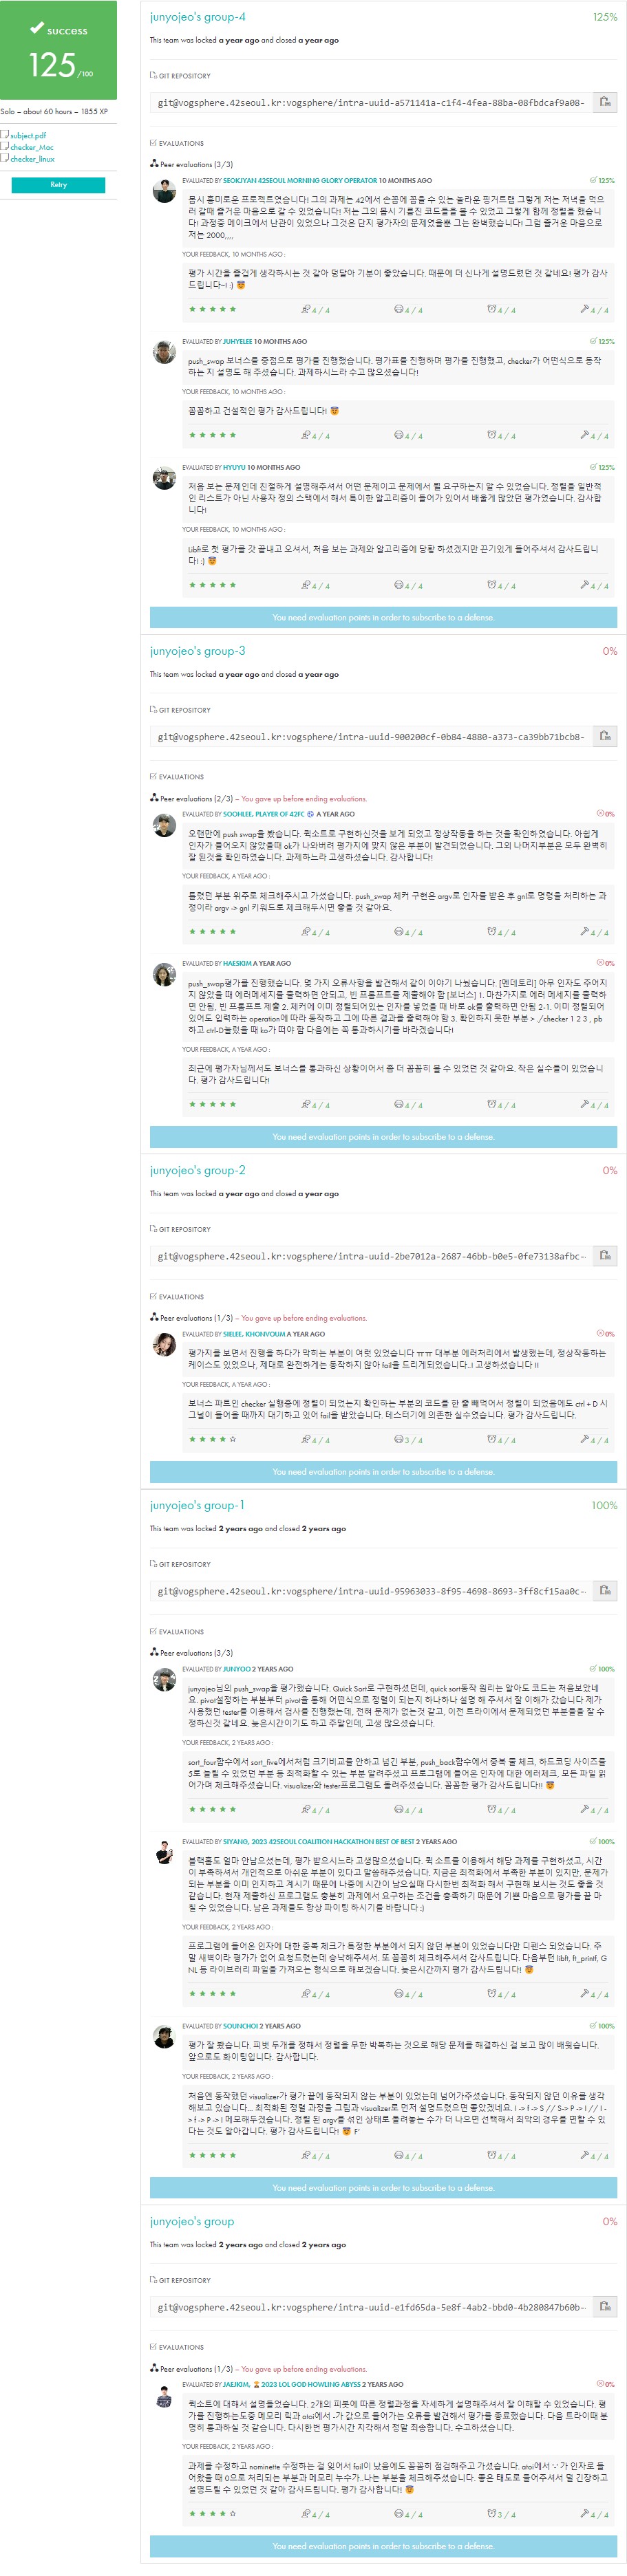 success
125/100
Solo – about 60 hours – 1855 XP
subject.pdf
checker_Mac
checker_linux
Retry
junyojeo's group-4
125%
This team was locked a year ago and closed a year ago
GIT REPOSITORY
git@vogsphere.42seoul.kr:vogsphere/intra-uuid-a571141a-c1f4-4fea-88ba-08fbdcaf9a08-
EVALUATIONS
Peer evaluations (3/3)
EVALUATED BY SEOKJYAN 42SEOUL MORNING GLORY OPERATOR 10 MONTHS AGO
125%
몹시 흥미로운 프로젝트였습니다! 그의 과제는 42에서 손꼽에 꼽을 수 있는 놀라운 핑거트랩 그렇게 저는 저녁을 먹으
러 갈때 즐거운 마음으로 갈 수 있었습니다! 저는 그의 몹시 기름진 코드들을 볼 수 있었고 그렇게 함께 정렬을 했습니
다! 과정중 메이크에서 난관이 있었으나 그것은 단지 평가자의 문제였을뿐 그는 완벽했습니다! 그럼 즐거운 마음으로
저는 2000,,,,
YOUR FEEDBACK, 10 MONTHS AGO :
평가 시간을 즐겁게 생각하시는 것 같아 덩달아 기분이 좋았습니다. 때문에 더 신나게 설명드렸던 것 같네요! 평가 감사
드립니다~! :) 😇
4 / 4
4 / 4
4 / 4
4 / 4
EVALUATED BY JUHYELEE 10 MONTHS AGO
125%
push_swap 보너스를 중점으로 평가를 진행했습니다. 평가표를 진행하며 평가를 진행했고, checker가 어떤식으로 동작
하는 지 설명도 해 주셨습니다. 과제하시느라 수고 많으셨습니다!
YOUR FEEDBACK, 10 MONTHS AGO :
꼼꼼하고 건설적인 평가 감사드립니다! 😇
4 / 4
4 / 4
4 / 4
4 / 4
EVALUATED BY HYUYU 10 MONTHS AGO
125%
처음 보는 문제인데 친절하게 설명해주셔서 어떤 문제이고 문제에서 뭘 요구하는지 알 수 있었습니다. 정렬을 일반적
인 리스트가 아닌 사용자 정의 스택에서 해서 특이한 알고리즘이 들어가 있어서 배울게 많았던 평가였습니다. 감사합
니다!
YOUR FEEDBACK, 10 MONTHS AGO :
Libft로 첫 평가를 갓 끝내고 오셔서, 처음 보는 과제와 알고리즘에 당황 하셨겠지만 끈기있게 들어주셔서 감사드립니
다! :) 😇
4 / 4
4 / 4
4 / 4
4 / 4
You need evaluation points in order to subscribe to a defense.
junyojeo's group-3
0%
This team was locked a year ago and closed a year ago
GIT REPOSITORY
git@vogsphere.42seoul.kr:vogsphere/intra-uuid-900200cf-0b84-4880-a373-ca39bb71bcb8-
EVALUATIONS
Peer evaluations (2/3) – You gave up before ending evaluations.
EVALUATED BY SOOHLEE, PLAYER OF 42FC ⚽ A YEAR AGO
0%
오랜만에 push swap을 봤습니다. 퀵소트로 구현하신것을 보게 되었고 정상작동을 하는 것을 확인하였습니다. 아쉽게
인자가 들어오지 않았을때 ok가 나와버려 평가지에 맞지 않은 부분이 발견되었습니다. 그외 나머지부분은 모두 완벽히
잘 된것을 확인하였습니다. 과제하느라 고생하셨습니다. 감사합니다!
YOUR FEEDBACK, A YEAR AGO :
틀렸던 부분 위주로 체크해주시고 가셨습니다. push_swap 체커 구현은 argv로 인자를 받은 후 gnl로 명령을 처리하는 과
정이라 argv -> gnl 키워드로 체크해두시면 좋을 것 같아요.
4 / 4
4 / 4
4 / 4
4 / 4
EVALUATED BY HAESKIM A YEAR AGO
0%
push_swap평가를 진행했습니다. 몇 가지 오류사항을 발견해서 같이 이야기 나눴습니다. [멘데토리] 아무 인자도 주어지
지 않았을 때 에러메세지를 출력하면 안되고, 빈 프롬프트를 제출해야 함 [보너스] 1. 마찬가지로 에러 메세지를 출력하
면 안됨, 빈 프롬프트 제출 2. 체커에 이미 정렬되어있는 인자를 넣었을 때 바로 ok를 출력하면 안됨 2-1. 이미 정렬되어
있어도 입력하는 operation에 따라 동작하고 그에 따른 결과를 출력해야 함 3. 확인하지 못한 부분 > ./checker 1 2 3 , pb
하고 ctrl-D눌렀을 때 ko가 떠야 함 다음에는 꼭 통과하시기를 바라겠습니다!
YOUR FEEDBACK, A YEAR AGO :
최근에 평가자님께서도 보너스를 통과하신 상황이어서 좀 더 꼼꼼히 볼 수 있었던 것 같아요. 작은 실수들이 있었습니
다. 평가 감사드립니다!
4 / 4
4 / 4
4 / 4
4 / 4
You need evaluation points in order to subscribe to a defense.
junyojeo's group-2
0%
This team was locked a year ago and closed a year ago
GIT REPOSITORY
git@vogsphere.42seoul.kr:vogsphere/intra-uuid-2be7012a-2687-46bb-b0e5-0fe73138afbc-
EVALUATIONS
Peer evaluations (1/3) – You gave up before ending evaluations.
EVALUATED BY SIELEE, KHONVOUM A YEAR AGO
0%
평가지를 보면서 진행을 하다가 막히는 부분이 여럿 있었습니다 ㅠㅠ 대부분 에러처리에서 발생했는데, 정상작동하는
케이스도 있었으나, 제대로 완전하게는 동작하지 않아 fail을 드리게되었습니다..! 고생하셨습니다 !!
YOUR FEEDBACK, A YEAR AGO :
보너스 파트인 checker 실행중에 정렬이 되었는지 확인하는 부분의 코드를 한 줄 빼먹어서 정렬이 되었음에도 ctrl + D 시
그널이 들어올 때까지 대기하고 있어 fail을 받았습니다. 테스터기에 의존한 실수였습니다. 평가 감사드립니다.
4 / 4
3 / 4
4 / 4
4 / 4
You need evaluation points in order to subscribe to a defense.
junyojeo's group-1
100%
This team was locked 2 years ago and closed 2 years ago
GIT REPOSITORY
git@vogsphere.42seoul.kr:vogsphere/intra-uuid-95963033-8f95-4698-8693-3ff8cf15aa0c-
EVALUATIONS
Peer evaluations (3/3)
EVALUATED BY JUNYOO 2 YEARS AGO
100%
junyojeo님의 push_swap을 평가했습니다. Quick Sort로 구현하셨던데, quick sort동작 원리는 알아도 코드는 처음보았네
요. pivot설정하는 부분부터 pivot을 통해 어떤식으로 정렬이 되는지 하나하나 설명 해 주셔서 잘 이해가 갔습니다 제가
사용했던 tester를 이용해서 검사를 진행했는데, 전혀 문제가 없는것 같고, 이전 트라이에서 문제되었던 부분들을 잘 수
정하신것 같네요. 늦은시간이기도 하고 주말인데, 고생 많으셨습니다.
YOUR FEEDBACK, 2 YEARS AGO :
sort_four함수에서 sort_five에서처럼 크기비교를 안하고 넘긴 부분, push_back함수에서 중복 줄 체크, 하드코딩 사이즈를
5로 늘릴 수 있었던 부분 등 최적화할 수 있는 부분 알려주셨고 프로그램에 들어온 인자에 대한 에러체크, 모든 파일 읽
어가며 체크해주셨습니다. visualizer와 tester프로그램도 돌려주셨습니다. 꼼꼼한 평가 감사드립니다!! 😇
4 / 4
4 / 4
4 / 4
4 / 4
EVALUATED BY SIYANG, 2023 42SEOUL COALITION HACKATHON BEST OF BEST 2 YEARS AGO
100%
블랙홀도 얼마 안남으셨는데, 평가 받으시느라 고생많으셨습니다. 퀵 소트를 이용해서 해당 과제를 구현하셨고, 시간
이 부족하셔서 개인적으로 아쉬운 부분이 있다고 말씀해주셨습니다. 지금은 최적화에서 부족한 부분이 있지만, 문제가
되는 부분을 이미 인지하고 계시기 때문에 나중에 시간이 남으실때 다시한번 최적화 해서 구현해 보시는 것도 좋을 것
같습니다. 현재 제출하신 프로그램도 충분히 과제에서 요구하는 조건을 충족하기 때문에 기쁜 마음으로 평가를 끝 마
칠 수 있었습니다. 남은 과제들도 항상 파이팅 하시기를 바랍니다 :)
YOUR FEEDBACK, 2 YEARS AGO :
프로그램에 들어온 인자에 대한 중복 체크가 특정한 부분에서 되지 않던 부분이 있었습니다만 디펜스 되었습니다. 주
말 새벽이라 평가가 없어 요청드렸는데 승낙해주셔서, 또 꼼꼼히 체크해주셔서 감사드립니다. 다음부턴 libft, ft_printf, G
NL 등 라이브러리 파일을 가져오는 형식으로 해보겠습니다. 늦은시간까지 평가 감사드립니다! 😇
4 / 4
4 / 4
4 / 4
4 / 4
EVALUATED BY SOUNCHOI 2 YEARS AGO
100%
평가 잘 봤습니다. 피벗 두개를 정해서 정렬을 무한 반복하는 것으로 해당 문제를 해결하신 걸 보고 많이 배웟습니다.
앞으로도 화이팅입니다. 감사합니다.
YOUR FEEDBACK, 2 YEARS AGO :
처음엔 동작했던 visualizer가 평가 끝에 동작되지 않는 부분이 있었는데 넘어가주셨습니다. 동작되지 않던 이유를 생각
해보고 있습니다... 최적화된 정렬 과정을 그림과 visualizer로 먼저 설명드렸으면 좋았겠네요. l -> f -> S // S-> P -> l // l -
> f -> P -> l 메모해두겠습니다. 정렬 된 argv를 섞인 상태로 돌려놓는 수가 더 나으면 선택해서 최악의 경우를 면할 수 있
다는 것도 알아갑니다. 평가 감사드립니다! 😇 F'
4 / 4
4 / 4
4 / 4
4 / 4
You need evaluation points in order to subscribe to a defense.
junyojeo's group
0%
This team was locked 2 years ago and closed 2 years ago
GIT REPOSITORY
git@vogsphere.42seoul.kr:vogsphere/intra-uuid-e1fd65da-5e8f-4ab2-bbd0-4b280847b60b-
EVALUATIONS
Peer evaluations (1/3) – You gave up before ending evaluations.
EVALUATED BY JAEJKIM, 🏆 2023 LOL GOD HOWLING ABYSS 2 YEARS AGO
0%
퀵소트에 대해서 설명들었습니다. 2개의 피봇에 따른 정렬과정을 자세하게 설명해주셔서 잘 이해할 수 있었습니다. 평
가를 진행하는도중 메모리 릭과 atoi에서 -가 값으로 들어가는 오류를 발견해서 평가를 종료했습니다. 다음 트라이때 분
명히 통과하실 것 같습니다. 다시한번 평가시간 지각해서 정말 죄송합니다. 수고하셨습니다.
YOUR FEEDBACK, 2 YEARS AGO :
과제를 수정하고 norminette 수정하는 걸 잊어서 fail이 났음에도 꼼꼼히 점검해주고 가셨습니다. atoi에서 '-' 가 인자로 들
어왔을 때 0으로 처리되는 부분과 메모리 누수가..나는 부분을 체크해주셨습니다. 좋은 태도로 들어주셔서 덜 긴장하고
설명드릴 수 있었던 것 같아 감사드립니다. 평가 감사합니다! 😇
4 / 4
4 / 4
3 / 4
4 / 4
You need evaluation points in order to subscribe to a defense.